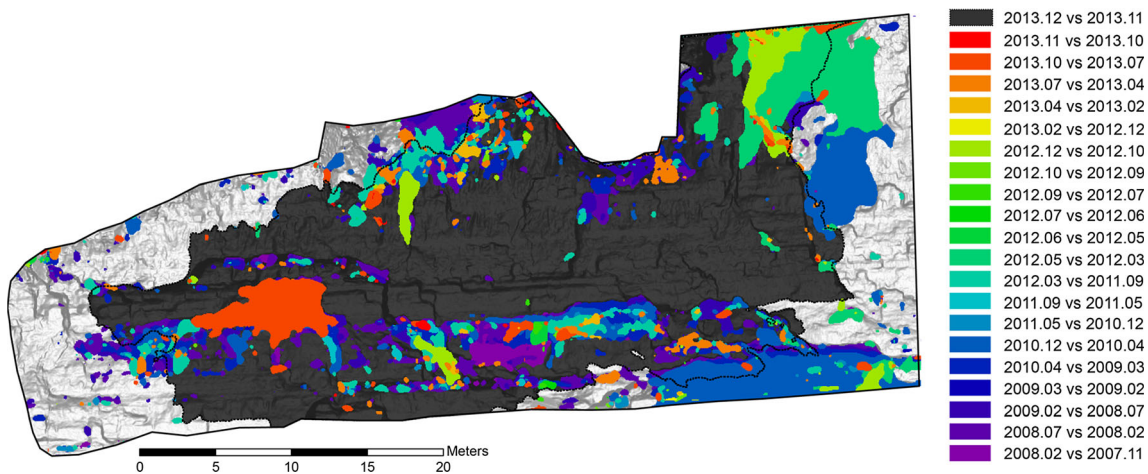 2013.12 vs 2013.11
2013.11 vs 2013.10
2013.10 vs 2013.07
2013.07 vs 2013.04
2013.04 vs 2013.02
2013.02 vs 2012.12
2012.12 vs 2012.10
2012.10 vs 2012.09
2012.09 vs 2012.07
2012.07 vs 2012.06
2012.06 vs 2012.05
2012.05 vs 2012.03
2012.03 vs 2011.09
2011.09 vs 2011.05
2011.05 vs 2010.12
2010.12 vs 2010.04
2010.04 vs 2009.03
2009.03 vs 2009.02
2009.02 vs 2008.07
2008.07 vs 2008.02
2008.02 vs 2007.11
Meters
0 5 10 15 20